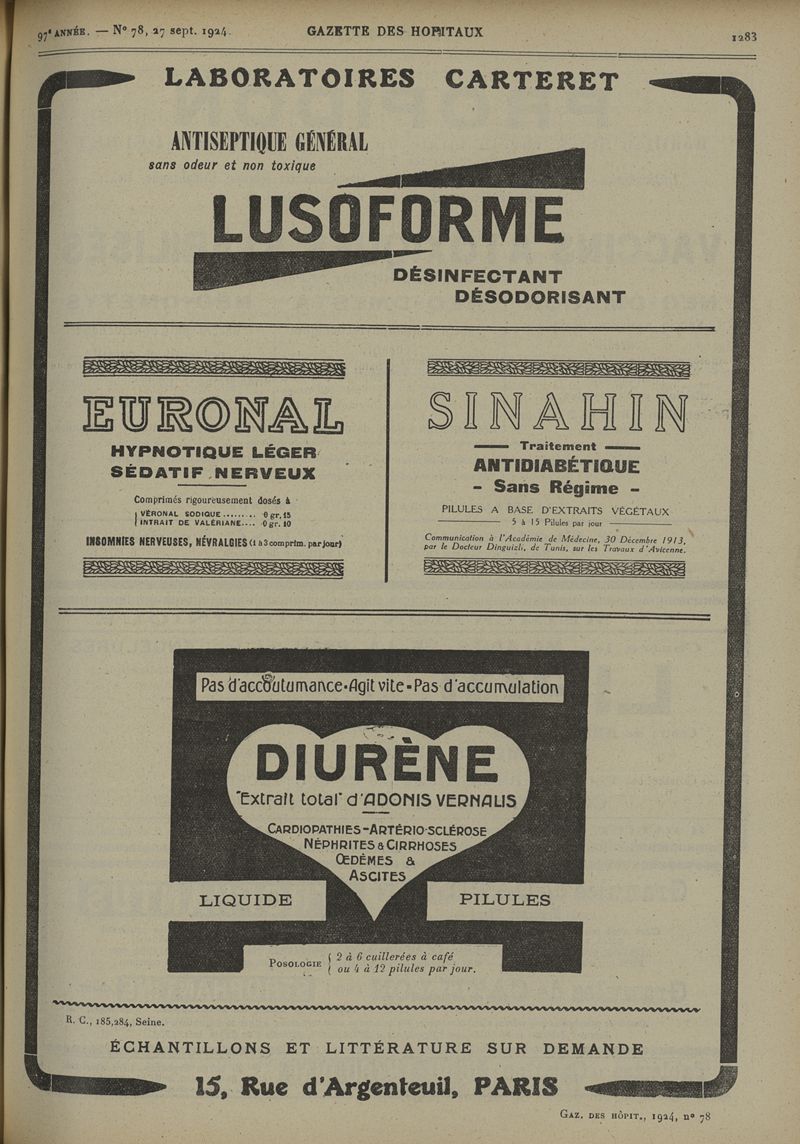 97e ANNÉE. — No 78, 27 sept. 1924.
GAZETTE DES HOPITAUX
1283
LABORATOIRES CARTERET
ANTISEPTIQUE GÉNÉRAL
sans odeur et non toxique
LUSOFORME
DÉSINFECTANT
DÉSODORISANT
EURONAL
HYPNOTIQUE LÉGER
SÉDATIF NERVEUX
Comprimés rigoureusement dosés à
VÉRONAL SODIQUE......... 0 gr. 15
INTRAIT DE VALÉRIANE.... 0 gr. 10
INSOMNIES NERVEUSES, NÉVRALGIES (1 à 3 comprim. par jour)
SINAHIN
Traitement
ANTIDIABÉTIQUE
- Sans Régime -
PILULES A BASE D'EXTRAITS VÉGÉTAUX
5 à 15 Pilules par jour
Communication à l'Académie de Médecine, 30 Décembre 1913,
par le Docteur Dinguizli, de Tunis, sur les Travaux d'Avicenne.
Pas d'accoutumance-Agit vite-Pas d'accumulation
DIURÈNE
"Extrait total" d'ADONIS VERNALIS
CARDIOPATHIES-ARTÉRIO-SCLÉROSE
NÉPHRITES & CIRRHOSES
ŒDÈMES &
ASCITES
LIQUIDE
PILULES
POSOLOGIE { 2 à 6 cuillerées à café
ou 4 à 12 pilules par jour.
R. C., 185,284, Seine.
ÉCHANTILLONS ET LITTÉRATURE SUR DEMANDE
15, Rue d'Argenteuil, PARIS
GAZ. DES HÔPIT., 1924, no 78